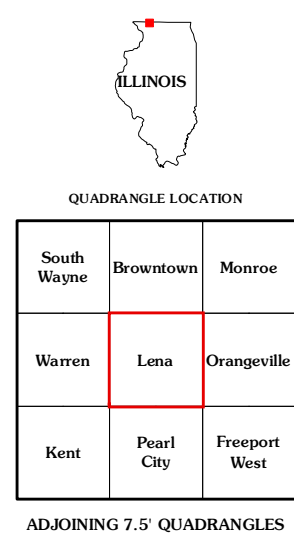 ILLINOIS
QUADRANGLE LOCATION
South
Wayne
Browntown
Monroe
Warren
Lena
Orangeville
Kent
Pearl
City
Freeport
West
ADJOINING 7.5' QUADRANGLES